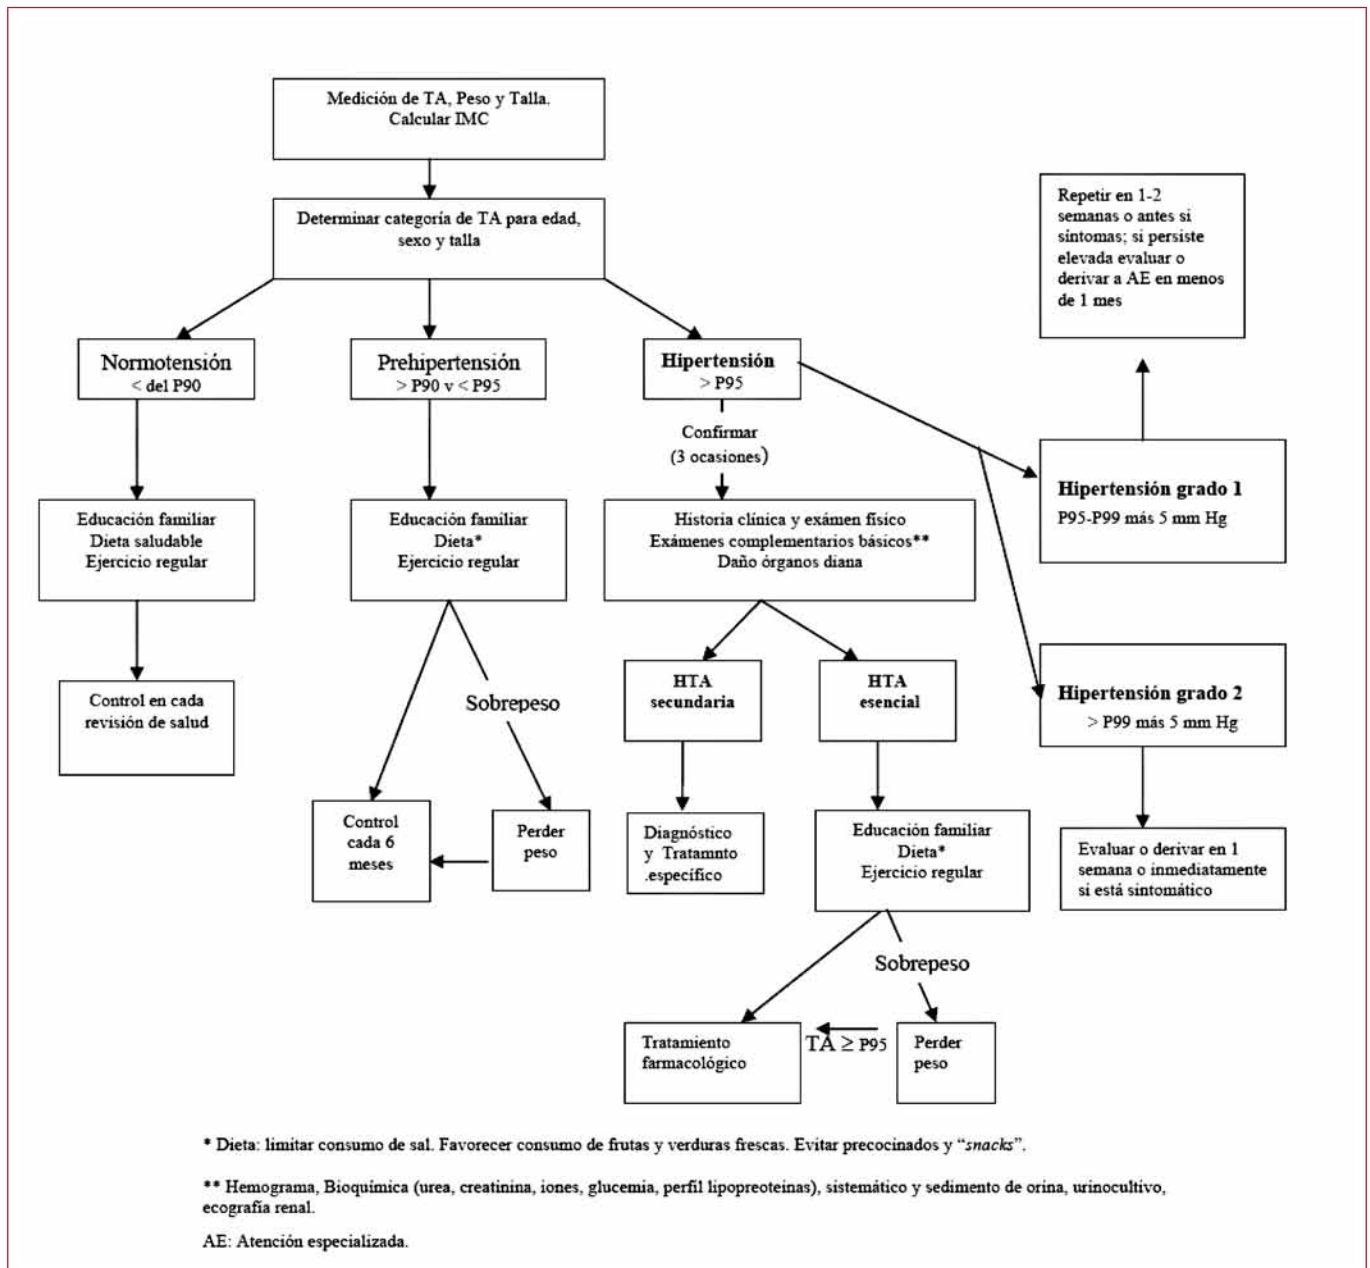 Medición de TA, Peso y Talla.
Calcular IMC
Determinar categoría de TA para edad,
sexo y talla
Normotensión
< del P90
Prehipertensión
> P90 v < P95
Hipertensión
> P95
Repetir en 1-2
semanas o antes si
síntomas; si persiste
elevada evaluar o
derivar a AE en menos
de 1 mes
Confirmar
(3 ocasiones)
Hipertensión grado 1
P95-P99 más 5 mm Hg
Educación familiar
Dieta saludable
Ejercicio regular
Educación familiar
Dieta*
Ejercicio regular
Historia clínica y exámen físico
Exámenes complementarios básicos**
Daño órganos diana
Control en cada
revisión de salud
Sobrepeso
HTA
secundaria
HTA
esencial
Hipertensión grado 2
> P99 más 5 mm Hg
Control
cada 6
meses
Perder
peso
Diagnóstico
y Tratamnto
.específico
Educación familiar
Dieta*
Ejercicio regular
Evaluar o derivar en 1
semana o inmediatamente
si está sintomático
Sobrepeso
Tratamiento
farmacológico
TA ≥ P95
Perder
peso
* Dieta: limitar consumo de sal. Favorecer consumo de frutas y verduras frescas. Evitar precocinados y “snacks”.
** Hemograma, Bioquímica (urea, creatinina, iones, glucemia, perfil lipopreoteinas), sistemático y sedimento de orina, urinocultivo,
ecografía renal.
AE: Atención especializada.